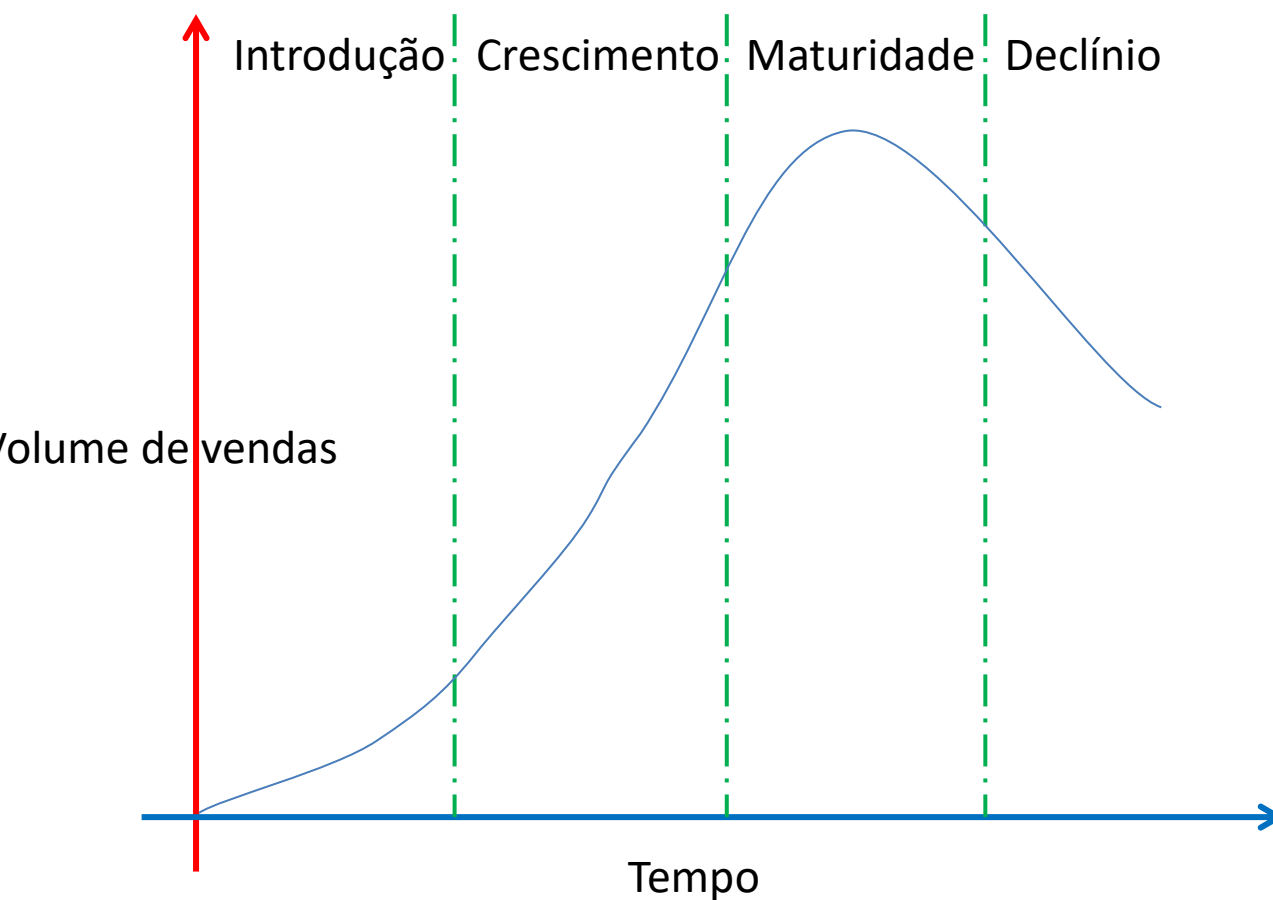 Introdução
Crescimento
Maturidade
Declínio
Volume de vendas
Tempo